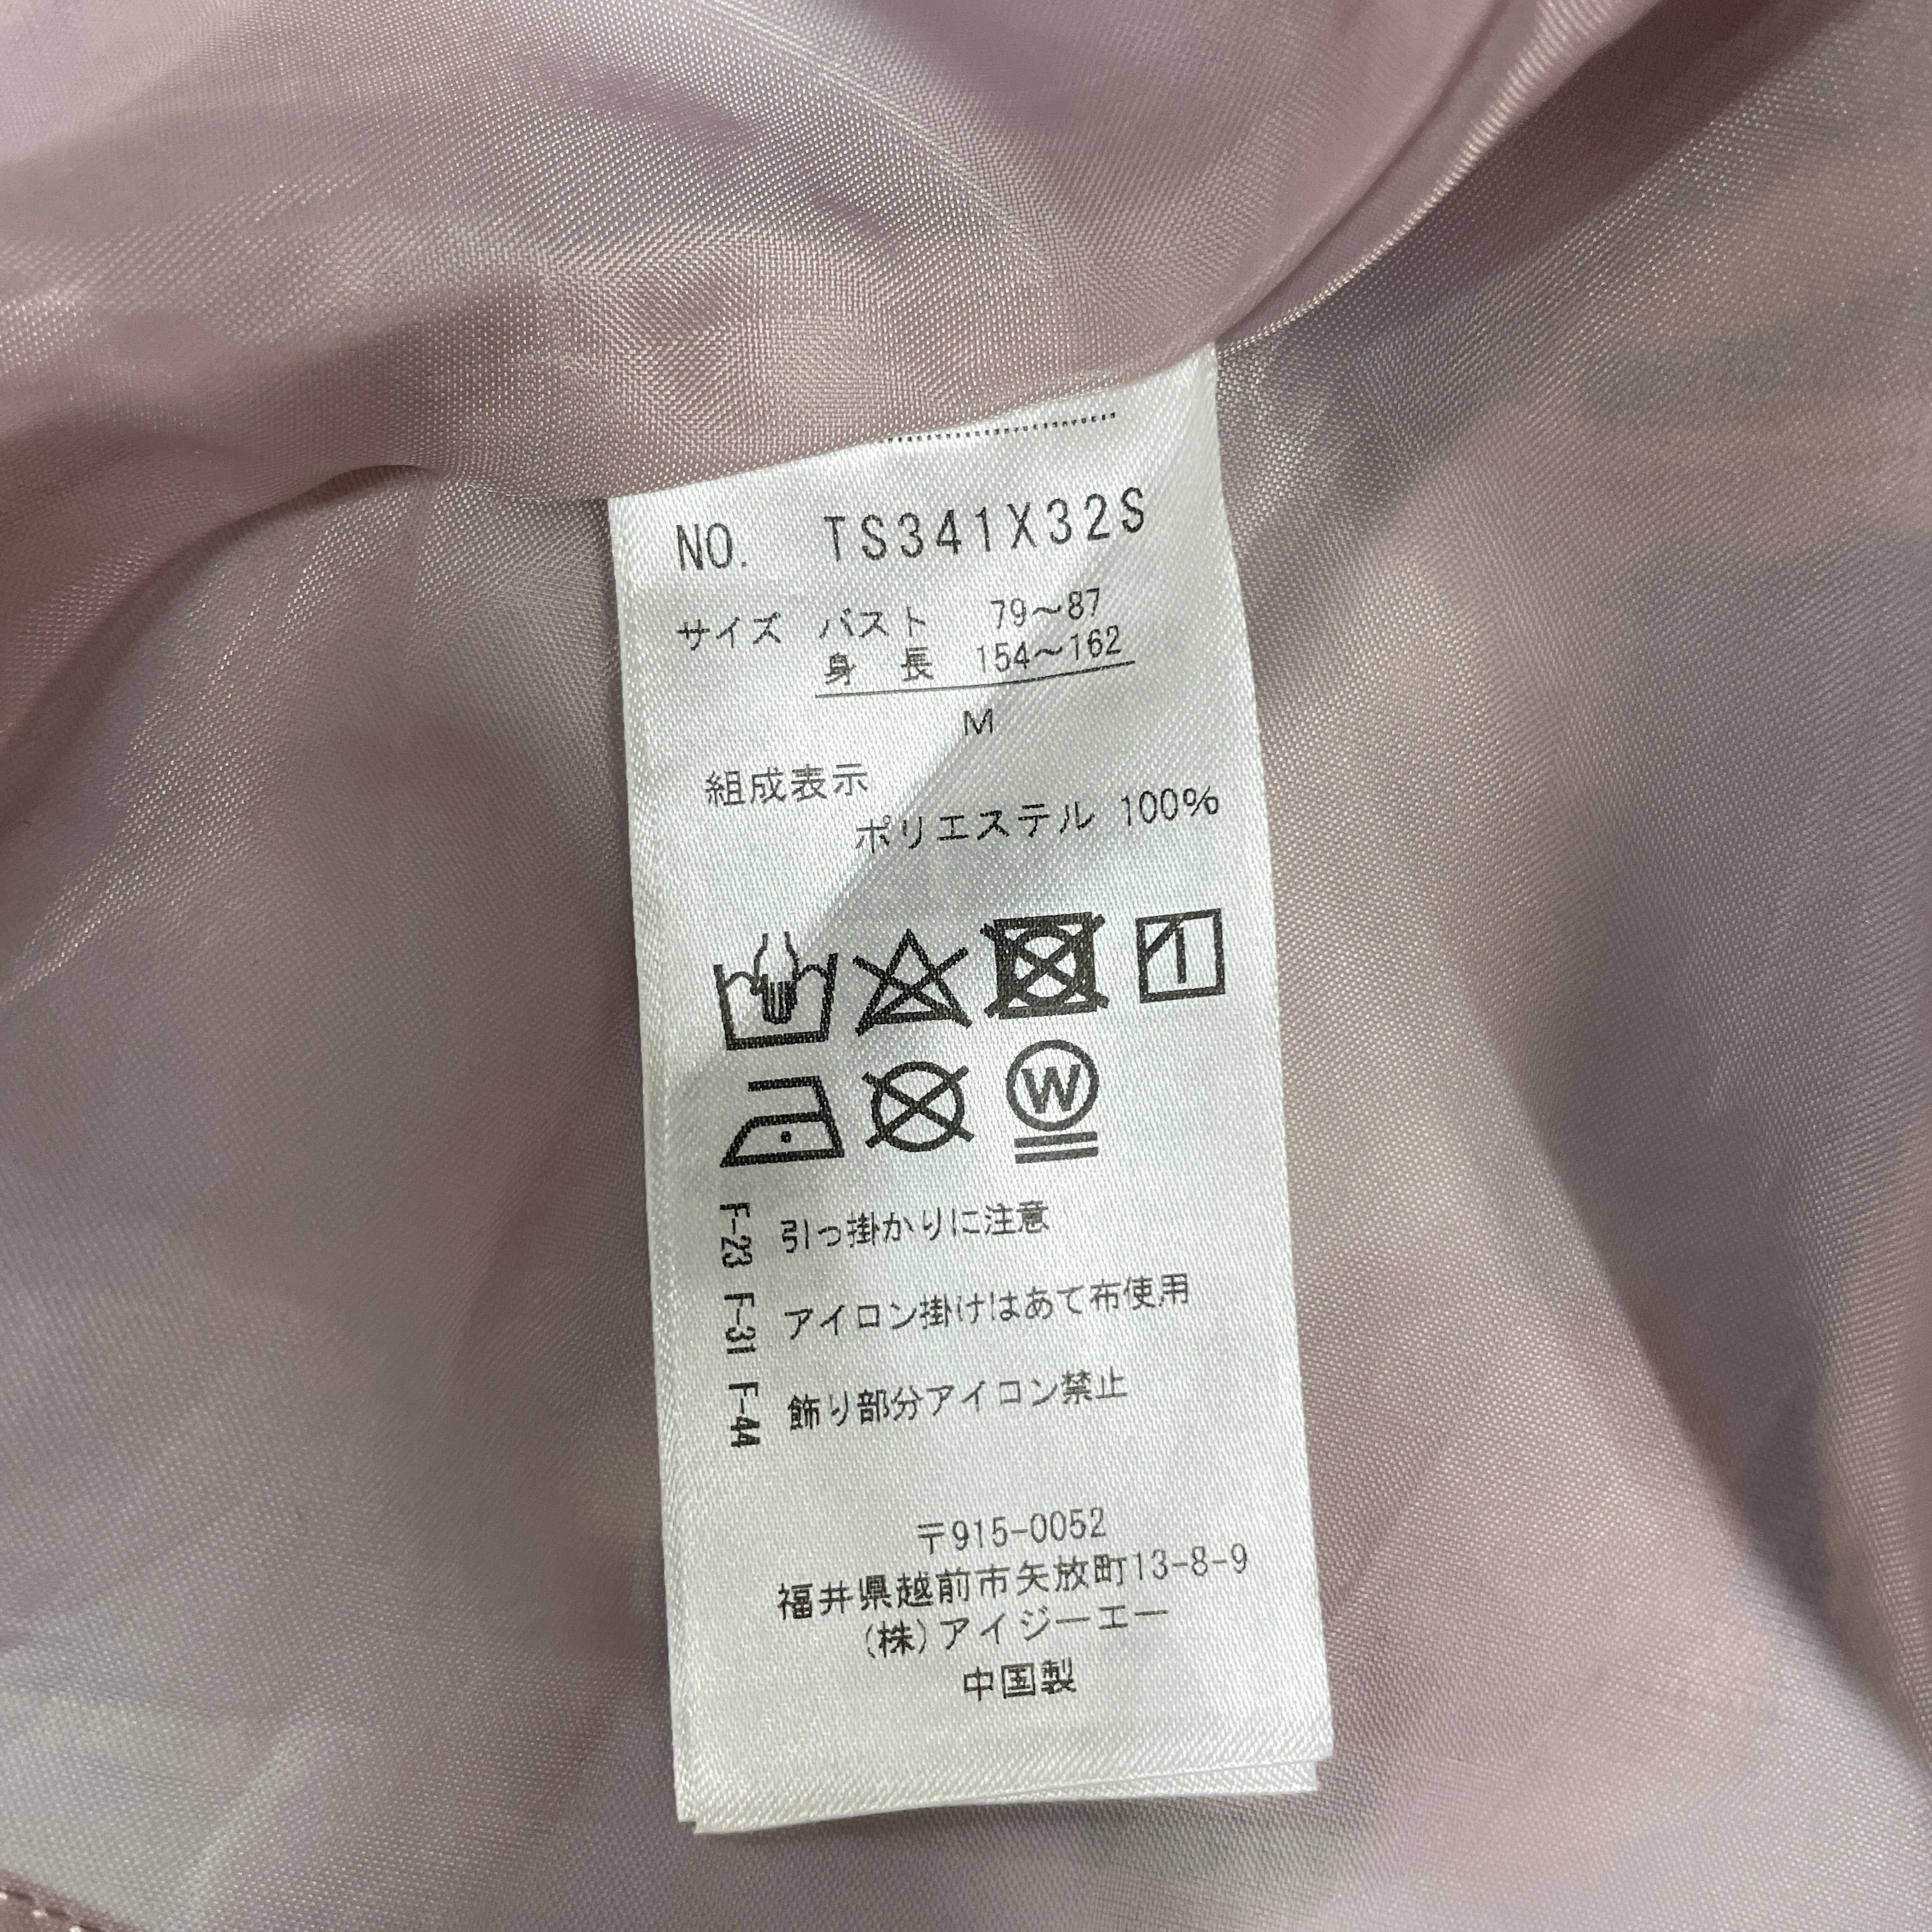 NO. TS341X32S
サイズ バスト 79〜87
身長 154〜162
M
組成表示
ポリエステル 100%
1
W
F-23 引っ掛かりに注意
F-31 アイロン掛けはあて布使用
F-44 飾り部分アイロン禁止
〒915-0052
福井県越前市矢放町13-8-9
(株)アイジーエー
中国製